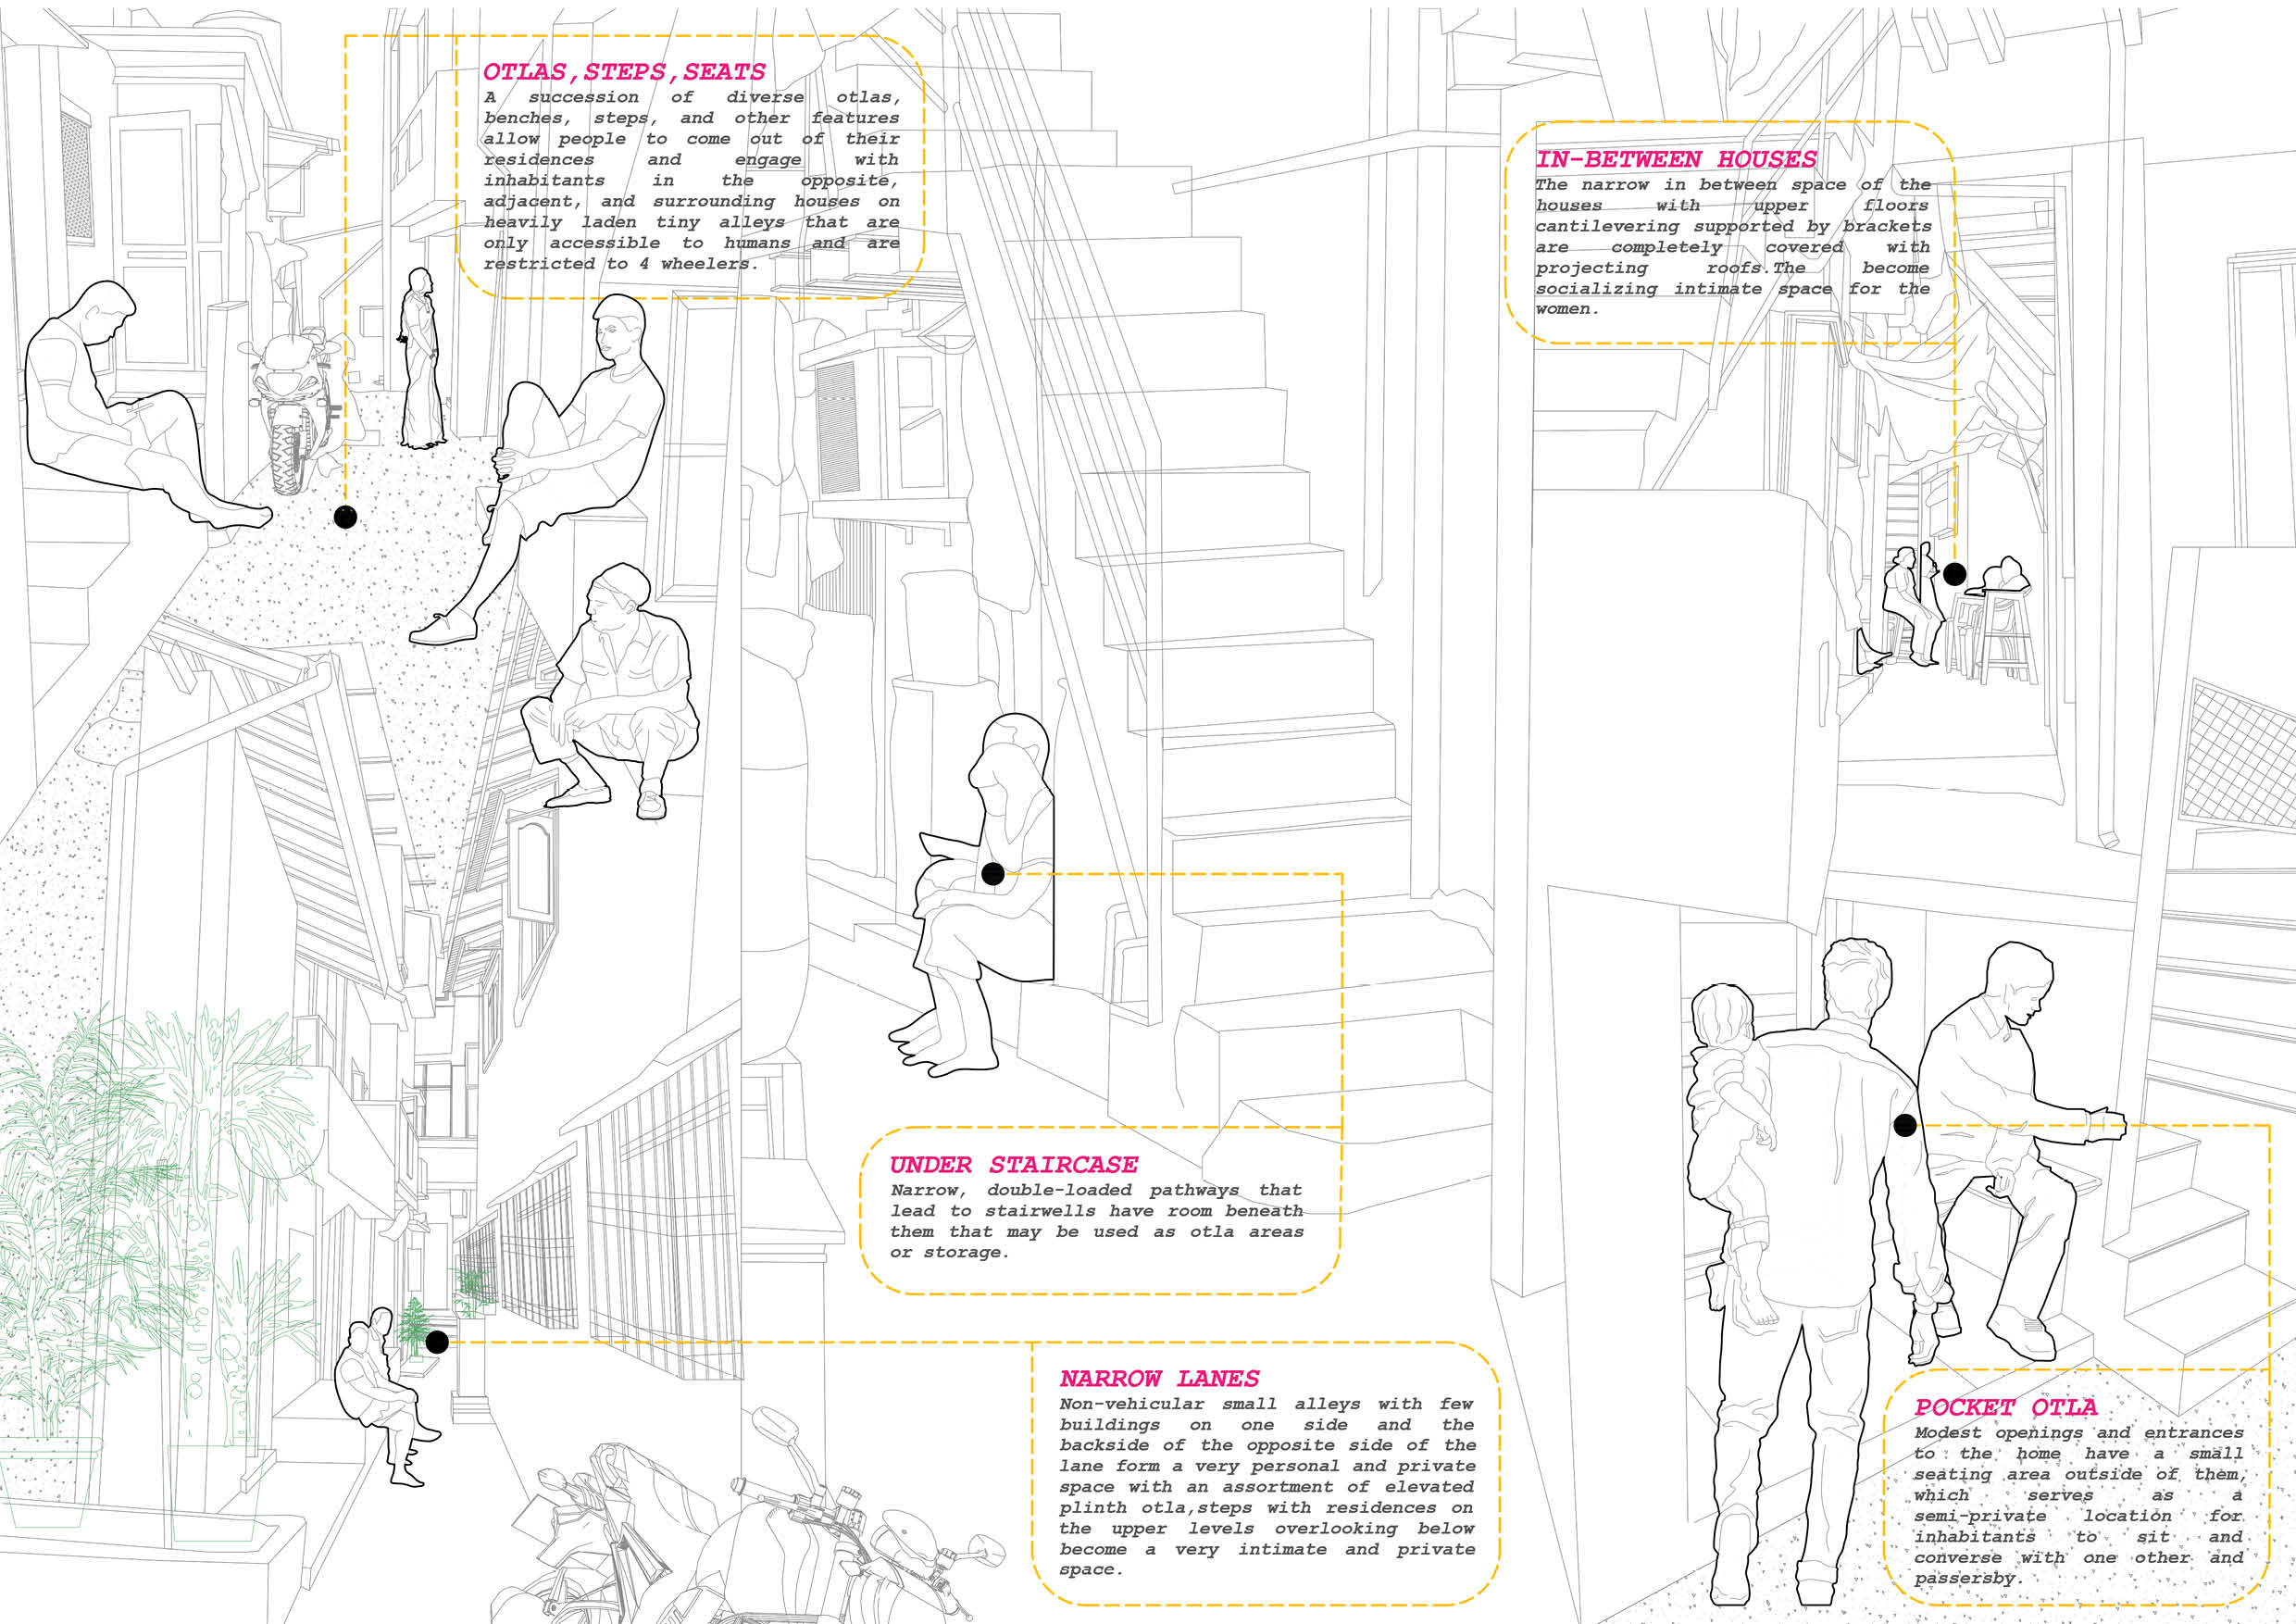 OTLAS,STEPS,SEATS
A succession of diverse otlas,
benches, steps, and other features
allow people to come out of their
residences and engage with
inhabitants in the opposite,
adjacent, and surrounding houses on
heavily laden tiny alleys that are
only accessible to humans and are
restricted to 4 wheelers.
IN-BETWEEN HOUSES
The narrow in between space of the
houses with upper floors
cantilevering supported by brackets
are completely covered with
projecting roofs.The become
socializing intimate space for the
women.
UNDER STAIRCASE
Narrow, double-loaded pathways that
lead to stairwells have room beneath
them that may be used as otla areas
or storage.
NARROW LANES
Non-vehicular small alleys with few
buildings on one side and the
backside of the opposite side of the
lane form a very personal and private
space with an assortment of elevated
plinth otla,steps with residences on
the upper levels overlooking below
become a very intimate and private
space.
POCKET OTLA
Modest openings and entrances
to the home have a small
seating area outside of them,
which serves as a
semi-private location for
inhabitants to sit and
converse with one other and
passersby.